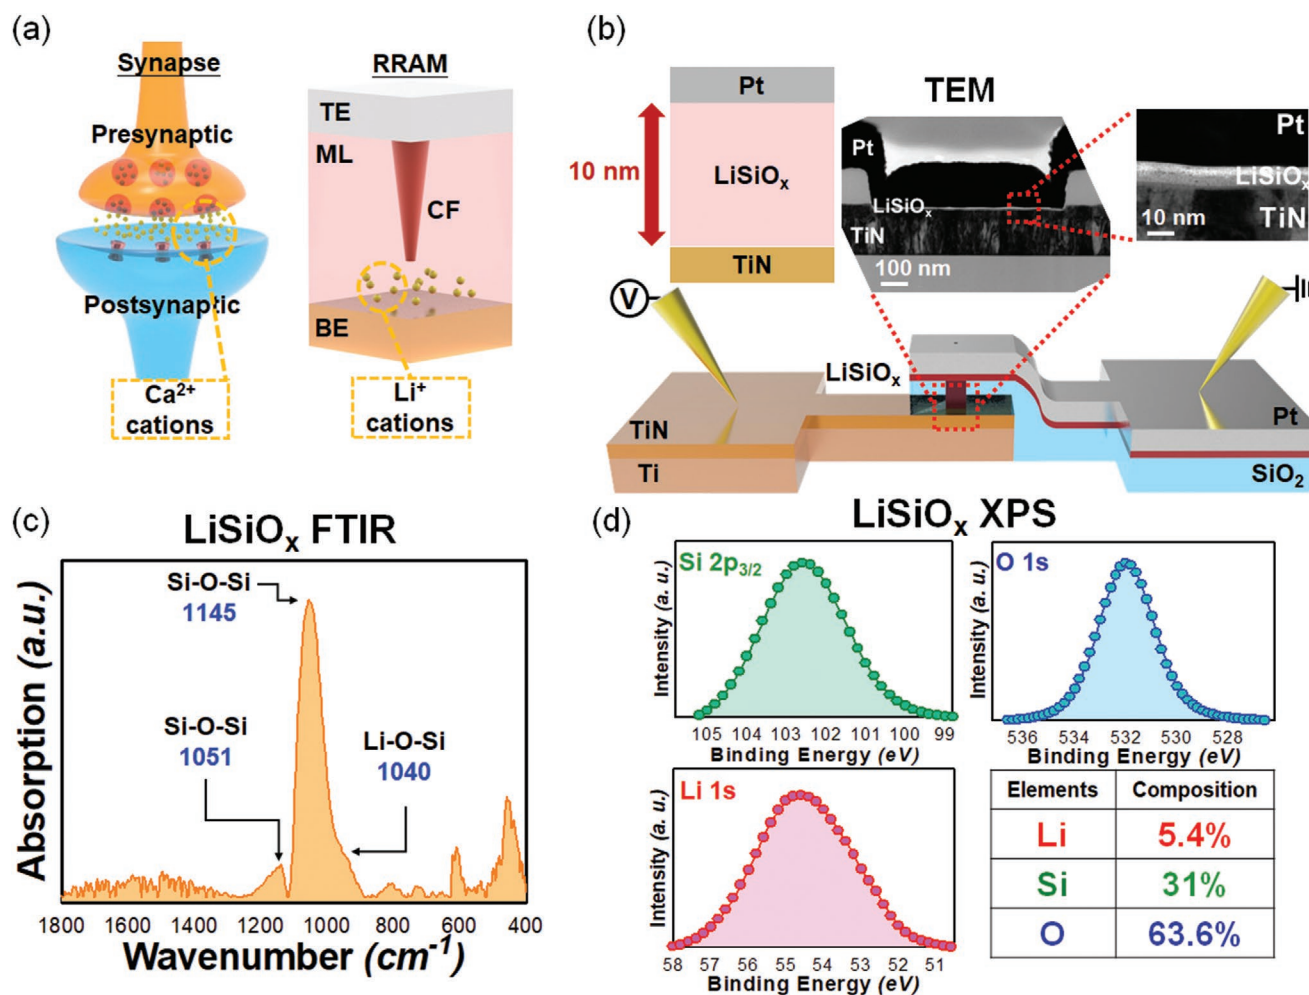 (a)
Synapse
Presynaptic
Postsynaptic
Ca²⁺
cations
RRAM
TE
ML
CF
BE
Li⁺
cations
(b)
Pt
10 nm
LiSiOₓ
TiN
TEM
Pt
LiSiOₓ
TiN
100 nm
Pt
LiSiOₓ
TiN
10 nm
V
LiSiOₓ
TiN
Ti
Pt
SiO₂
(c)
LiSiOₓ FTIR
Si-O-Si
1145
Si-O-Si
1051
Li-O-Si
1040
Absorption (a.u.)
1800 1600 1400 1200 1000 800 600 400
Wavenumber (cm⁻¹)
(d)
LiSiOₓ XPS
Si 2p₃/₂
Intensity (a. u.)
105 104 103 102 101 100 99
Binding Energy (eV)
O 1s
Intensity (a. u.)
536 534 532 530 528
Binding Energy (eV)
Li 1s
Intensity (a. u.)
58 57 56 55 54 53 52 51
Binding Energy (eV)
Elements Composition
Li 5.4%
Si 31%
O 63.6%